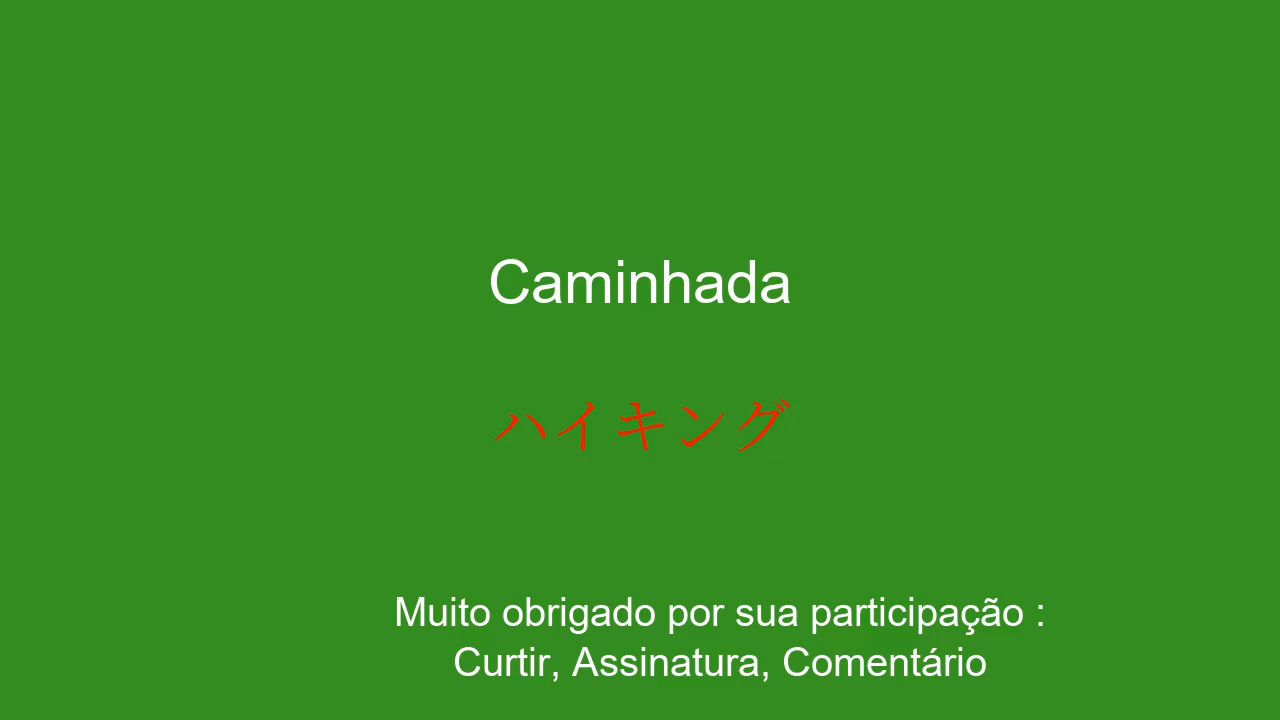 Caminhada
ハイキング
Muito obrigado por sua participação :
Curtir, Assinatura, Comentário